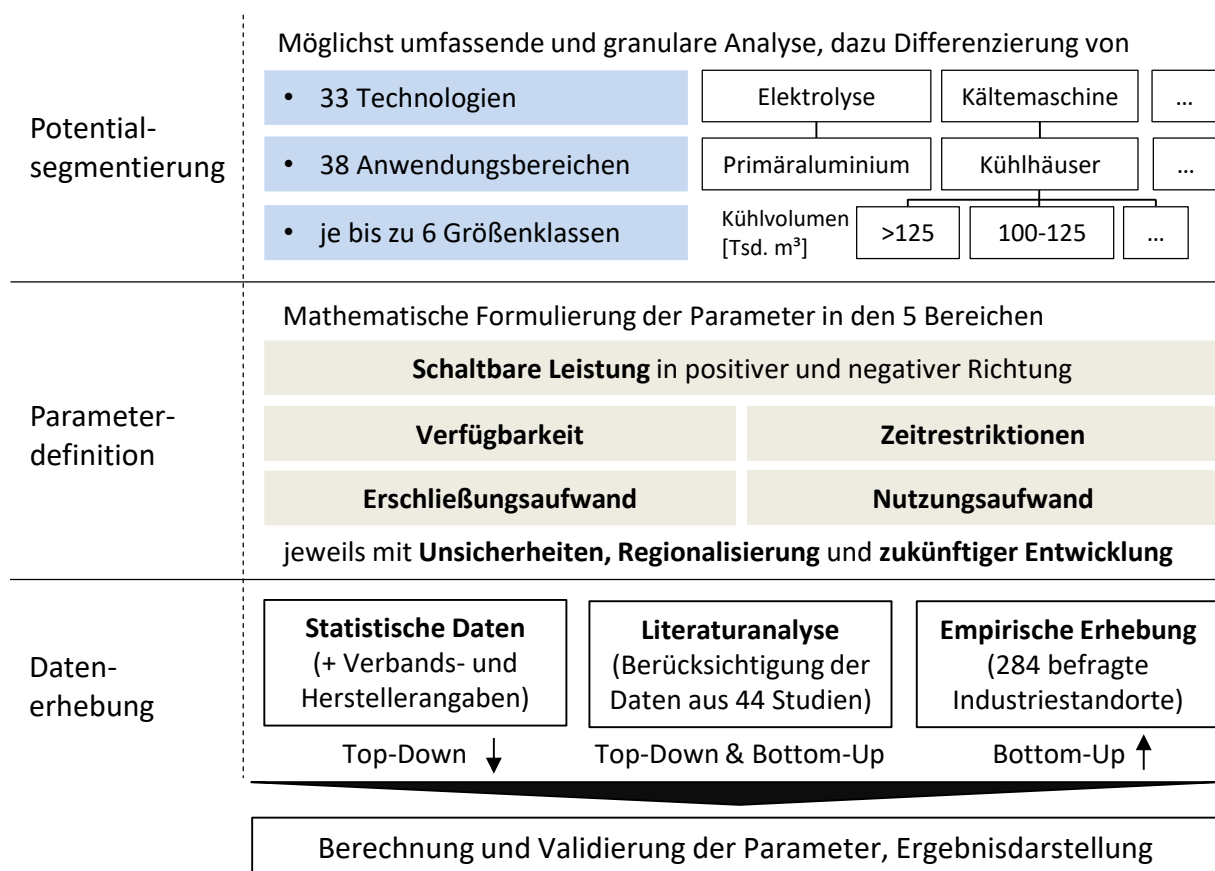 Potential-
segmentierung
Möglichst umfassende und granulare Analyse, dazu Differenzierung von
• 33 Technologien
Elektrolyse
Kältemaschine
...
• 38 Anwendungsbereichen
Primäraluminium
Kühlhäuser
...
• je bis zu 6 Größenklassen
Kühlvolumen
[Tsd. m³]
>125
100-125
...
Parameter-
definition
Mathematische Formulierung der Parameter in den 5 Bereichen
Schaltbare Leistung in positiver und negativer Richtung
Verfügbarkeit
Zeitrestriktionen
Erschließungsaufwand
Nutzungsaufwand
jeweils mit Unsicherheiten, Regionalisierung und zukünftiger Entwicklung
Daten-
erhebung
Statistische Daten
(+ Verbands- und
Herstellerangaben)
Top-Down
Literaturanalyse
(Berücksichtigung der
Daten aus 44 Studien)
Top-Down & Bottom-Up
Empirische Erhebung
(284 befragte
Industriestandorte)
Bottom-Up
Berechnung und Validierung der Parameter, Ergebnisdarstellung